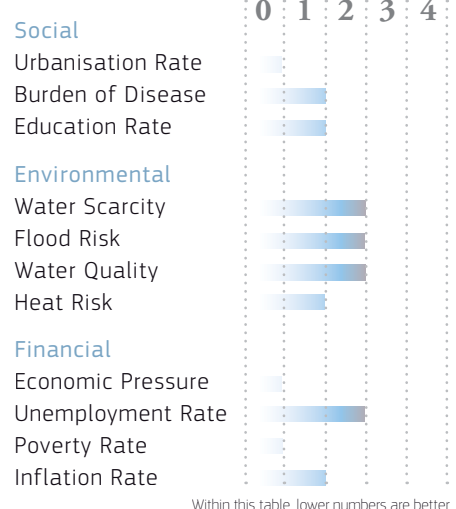 0 1 2 3 4
Social
Urbanisation Rate
Burden of Disease
Education Rate
Environmental
Water Scarcity
Flood Risk
Water Quality
Heat Risk
Financial
Economic Pressure
Unemployment Rate
Poverty Rate
Inflation Rate
Within this table, lower numbers are better